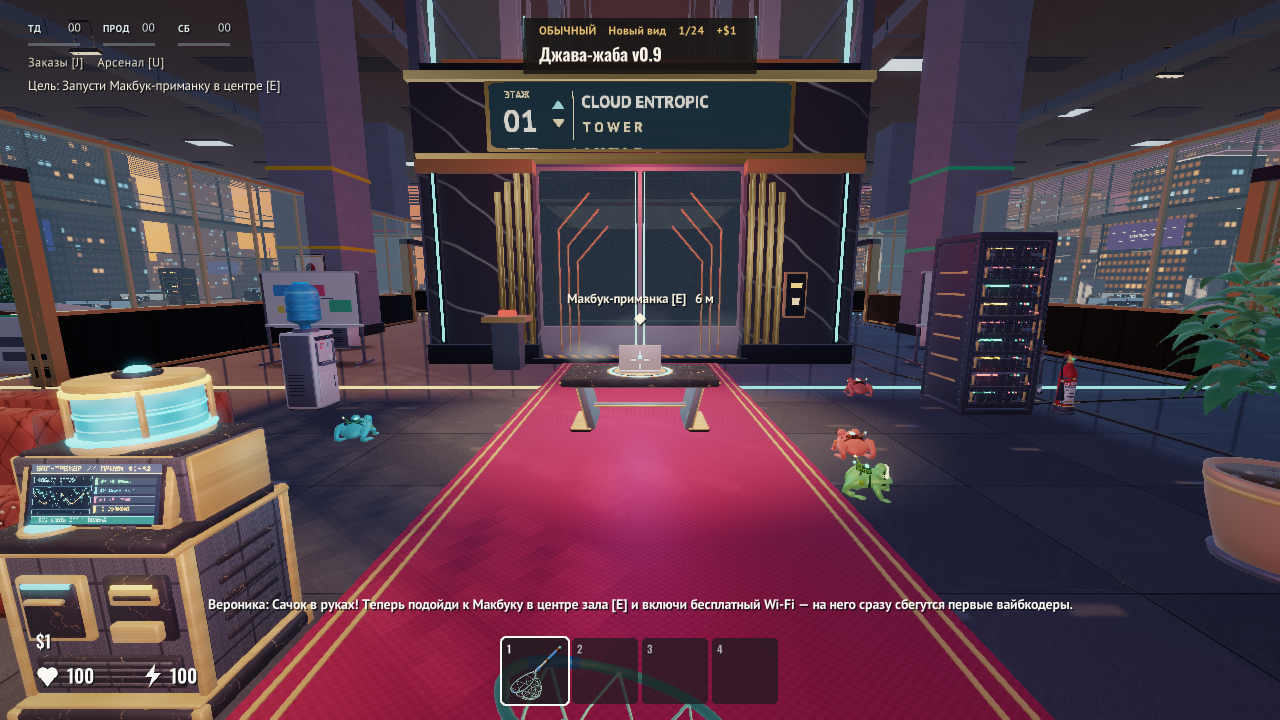 ТД 00 ПРОД 00 СБ 00
Заказы [J] Арсенал [U]
Цель: Запусти Макбук-приманку в центре [E]
ОБЫЧНЫЙ Новый вид 1/24 +$1
Джава-жаба v0.9
ЭТАЖ
01
CLOUD ENTROPIC
TOWER
Макбук-приманка [E] 6 м
Вероника: Сачок в руках! Теперь подойди к Макбуку в центре зала [E] и включи бесплатный Wi-Fi — на него сразу сбегутся первые вайбкодеры.
$1
100 100
1 2 3 4